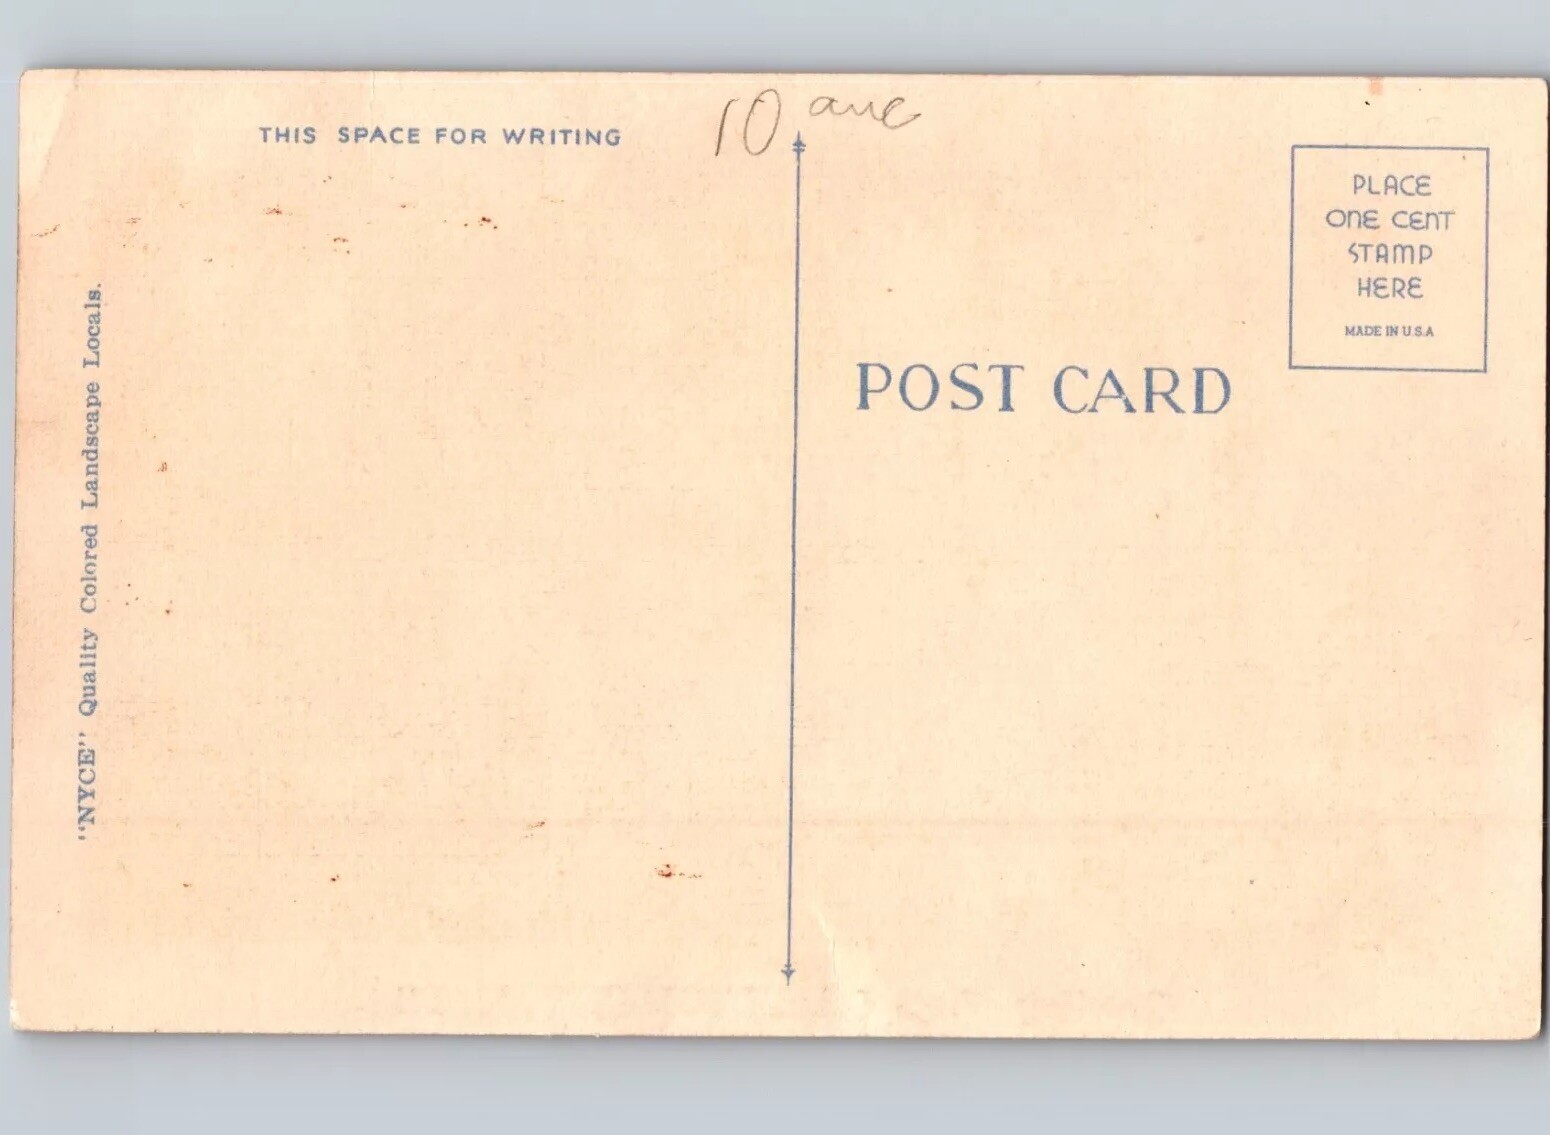 10 ave
THIS SPACE FOR WRITING
"NYCE" Quality Colored Landscape Locals.
POST CARD
PLACE
ONE CENT
STAMP
HERE
MADE IN U.S.A